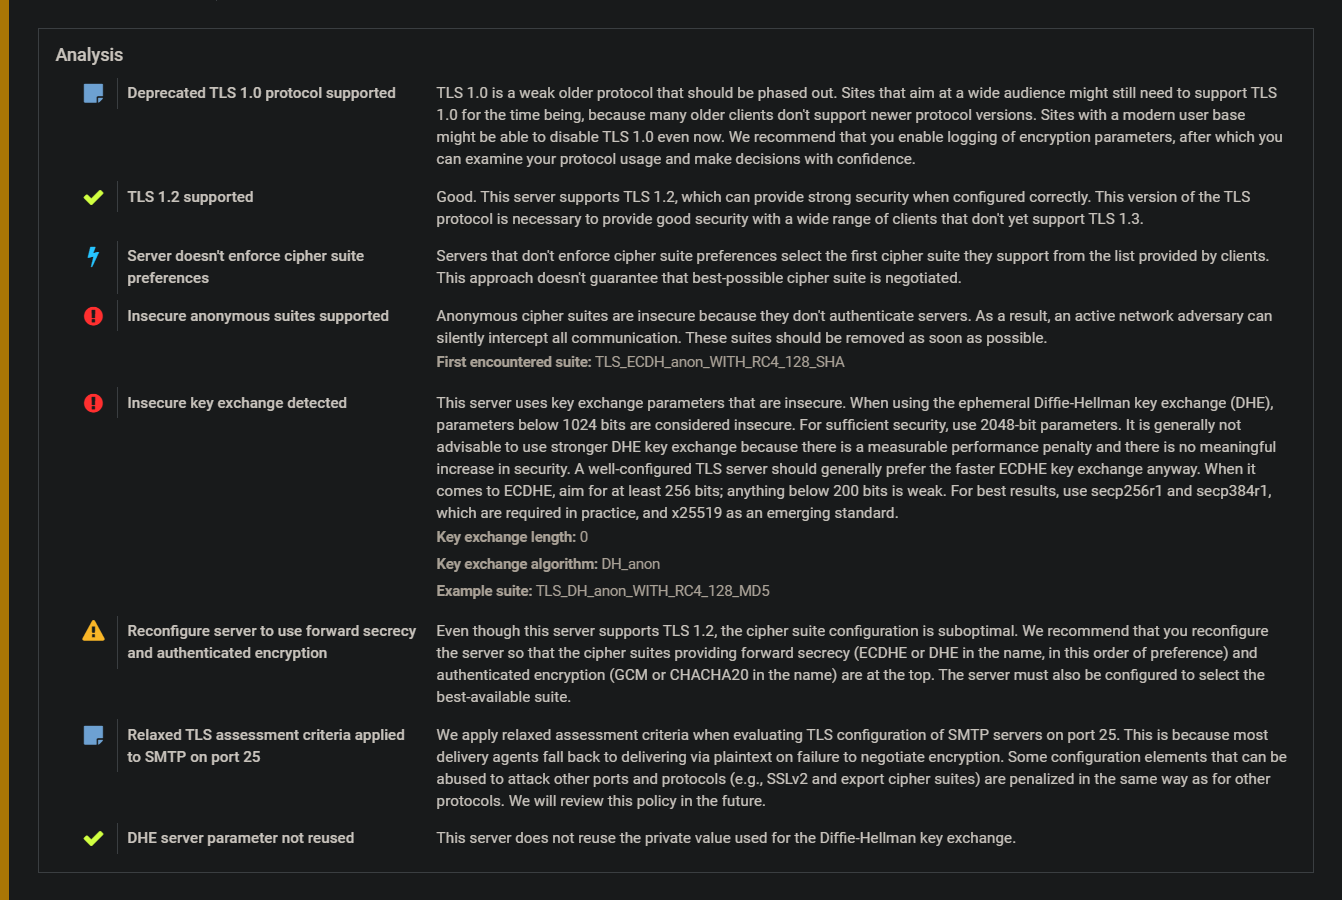 Analysis
Deprecated TLS 1.0 protocol supported
TLS 1.0 is a weak older protocol that should be phased out. Sites that aim at a wide audience might still need to support TLS
1.0 for the time being, because many older clients don't support newer protocol versions. Sites with a modern user base
might be able to disable TLS 1.0 even now. We recommend that you enable logging of encryption parameters, after which you
can examine your protocol usage and make decisions with confidence.
TLS 1.2 supported
Good. This server supports TLS 1.2, which can provide strong security when configured correctly. This version of the TLS
protocol is necessary to provide good security with a wide range of clients that don't yet support TLS 1.3.
Server doesn't enforce cipher suite
preferences
Servers that don't enforce cipher suite preferences select the first cipher suite they support from the list provided by clients.
This approach doesn't guarantee that best-possible cipher suite is negotiated.
Insecure anonymous suites supported
Anonymous cipher suites are insecure because they don't authenticate servers. As a result, an active network adversary can
silently intercept all communication. These suites should be removed as soon as possible.
First encountered suite: TLS_ECDH_anon_WITH_RC4_128_SHA
Insecure key exchange detected
This server uses key exchange parameters that are insecure. When using the ephemeral Diffie-Hellman key exchange (DHE),
parameters below 1024 bits are considered insecure. For sufficient security, use 2048-bit parameters. It is generally not
advisable to use stronger DHE key exchange because there is a measurable performance penalty and there is no meaningful
increase in security. A well-configured TLS server should generally prefer the faster ECDHE key exchange anyway. When it
comes to ECDHE, aim for at least 256 bits; anything below 200 bits is weak. For best results, use secp256r1 and secp384r1,
which are required in practice, and x25519 as an emerging standard.
Key exchange length: 0
Key exchange algorithm: DH_anon
Example suite: TLS_DH_anon_WITH_RC4_128_MD5
Reconfigure server to use forward secrecy
and authenticated encryption
Even though this server supports TLS 1.2, the cipher suite configuration is suboptimal. We recommend that you reconfigure
the server so that the cipher suites providing forward secrecy (ECDHE or DHE in the name, in this order of preference) and
authenticated encryption (GCM or CHACHA20 in the name) are at the top. The server must also be configured to select the
best-available suite.
Relaxed TLS assessment criteria applied
to SMTP on port 25
We apply relaxed assessment criteria when evaluating TLS configuration of SMTP servers on port 25. This is because most
delivery agents fall back to delivering via plaintext on failure to negotiate encryption. Some configuration elements that can be
abused to attack other ports and protocols (e.g., SSLv2 and export cipher suites) are penalized in the same way as for other
protocols. We will review this policy in the future.
DHE server parameter not reused
This server does not reuse the private value used for the Diffie-Hellman key exchange.